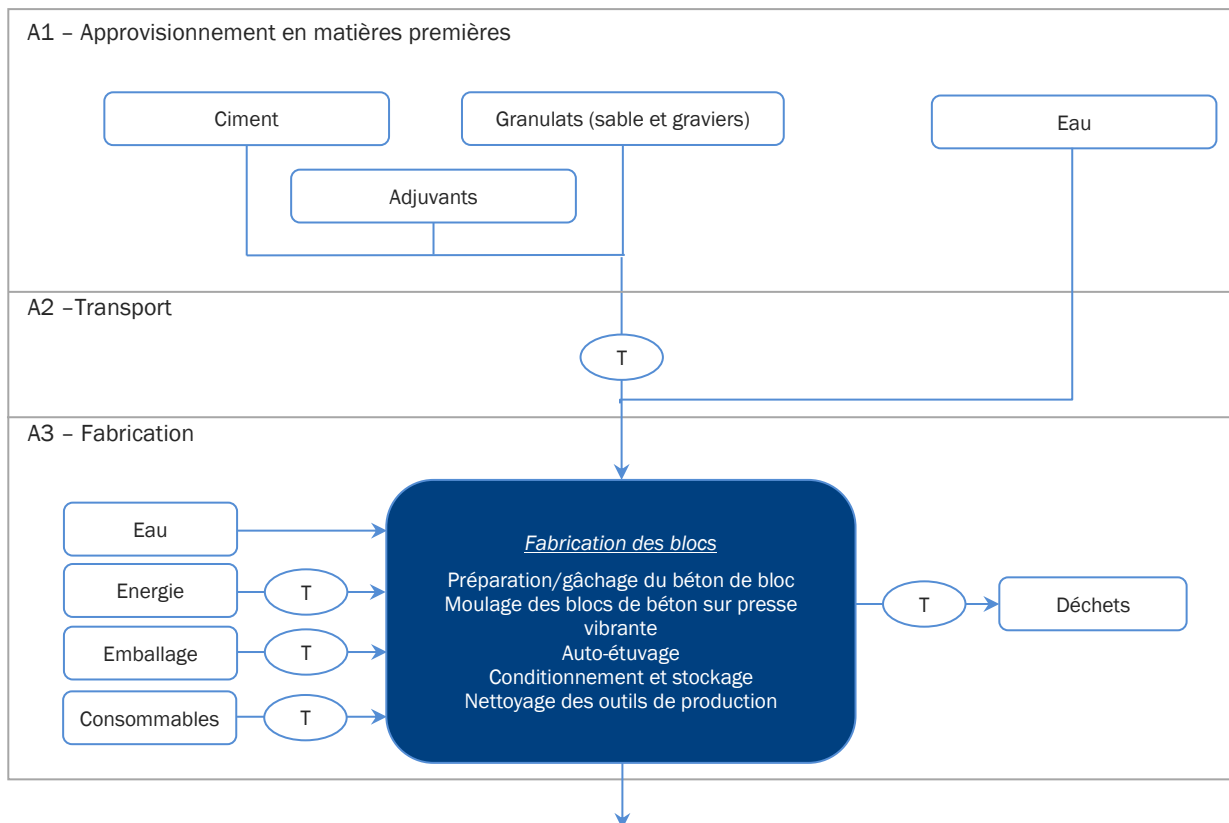 A1 – Approvisionnement en matières premières
Ciment
Granulats (sable et graviers)
Eau
Adjuvants
A2 –Transport
T
A3 – Fabrication
Eau
Energie
T
Emballage
T
Consommables
T
Fabrication des blocs
Préparation/gâchage du béton de bloc
Moulage des blocs de béton sur presse
vibrante
Auto-étuvage
Conditionnement et stockage
Nettoyage des outils de production
T
Déchets